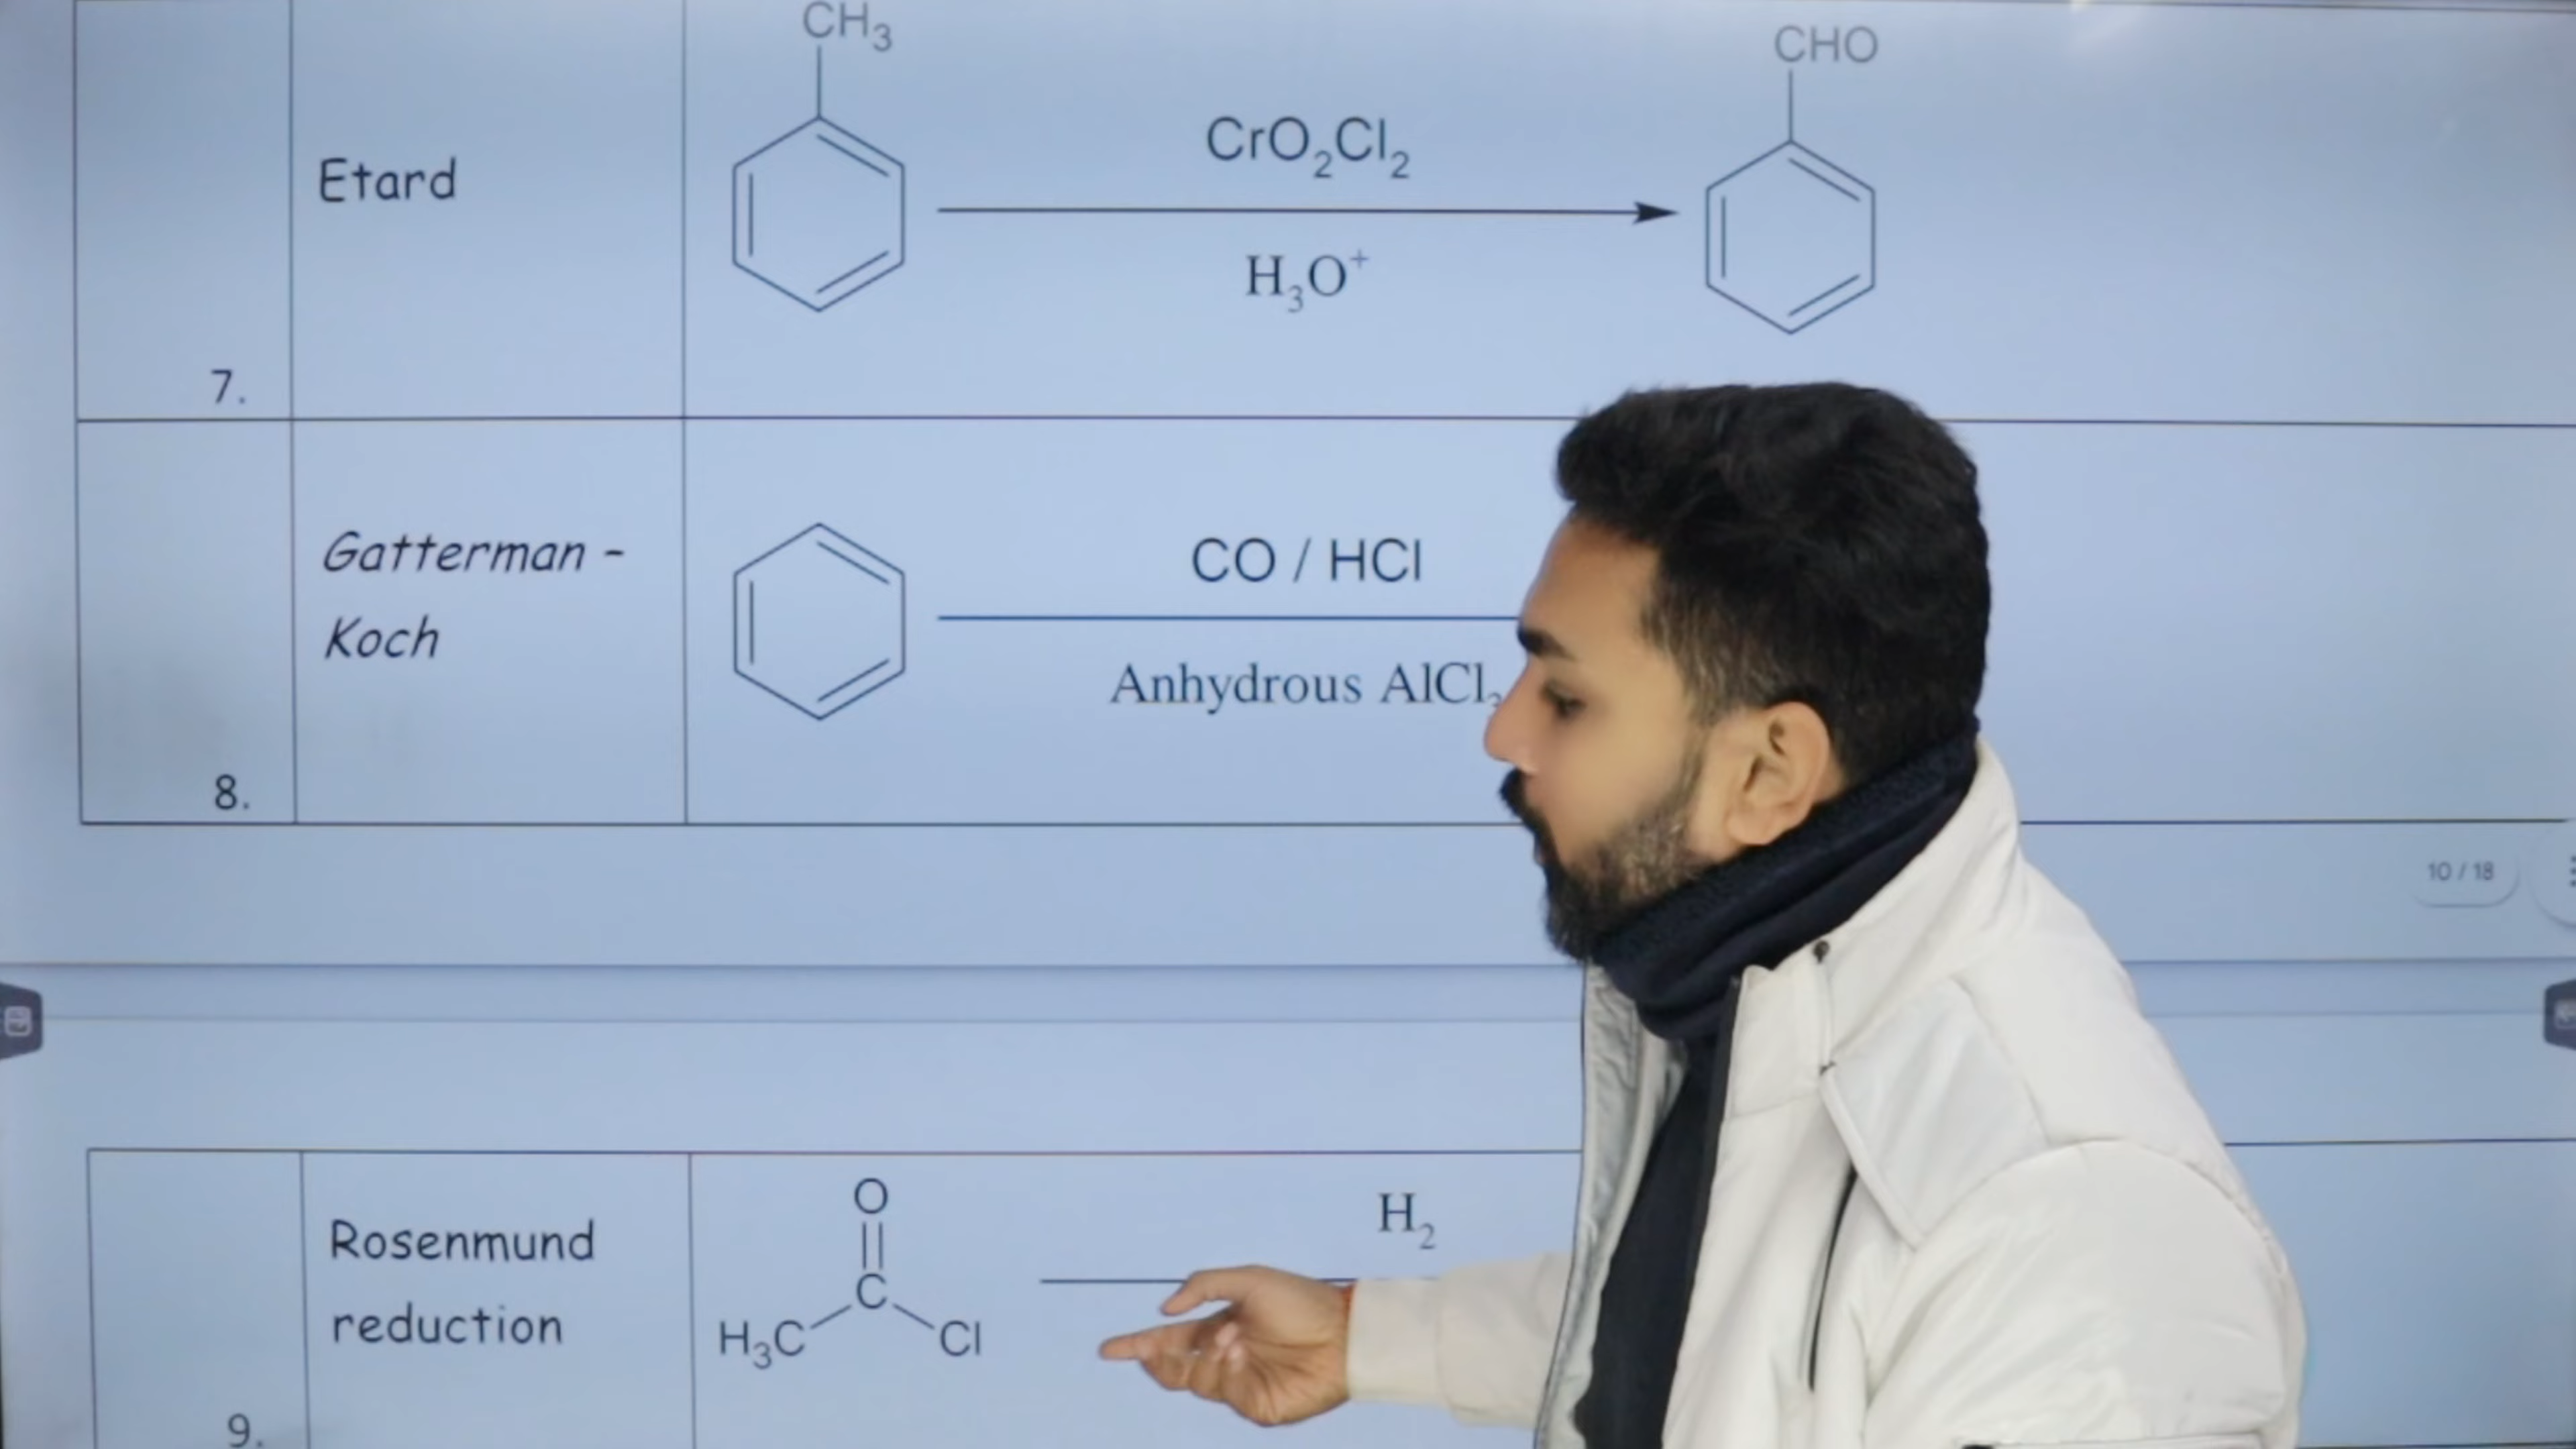 CH₃
CHO
Etard
CrO₂Cl₂
H₃O⁺
7.
Gatterman -
Koch
CO / HCl
Anhydrous AlCl
8.
10 / 18
Rosenmund
reduction
O
C
H₃C
Cl
H₂
9.